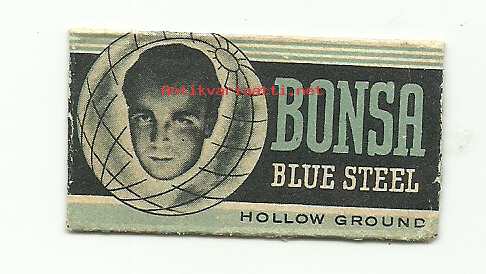 Antikvariaatti.net
BONSA
BLUE STEEL
HOLLOW GROUND